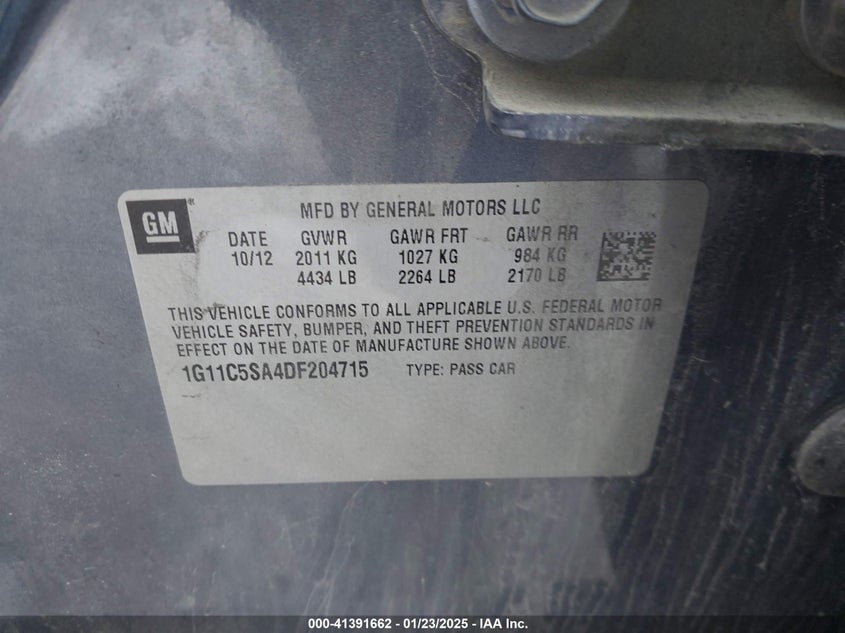 GM®
MFD BY GENERAL MOTORS LLC
DATE GVWR GAWR FRT GAWR RR
10/12 2011 KG 1027 KG 984 KG
4434 LB 2264 LB 2170 LB
THIS VEHICLE CONFORMS TO ALL APPLICABLE U.S. FEDERAL MOTOR
VEHICLE SAFETY, BUMPER, AND THEFT PREVENTION STANDARDS IN
EFFECT ON THE DATE OF MANUFACTURE SHOWN ABOVE.
1G11C5SA4DF204715 TYPE: PASS CAR
000-41391662 - 01/23/2025 - IAA Inc.